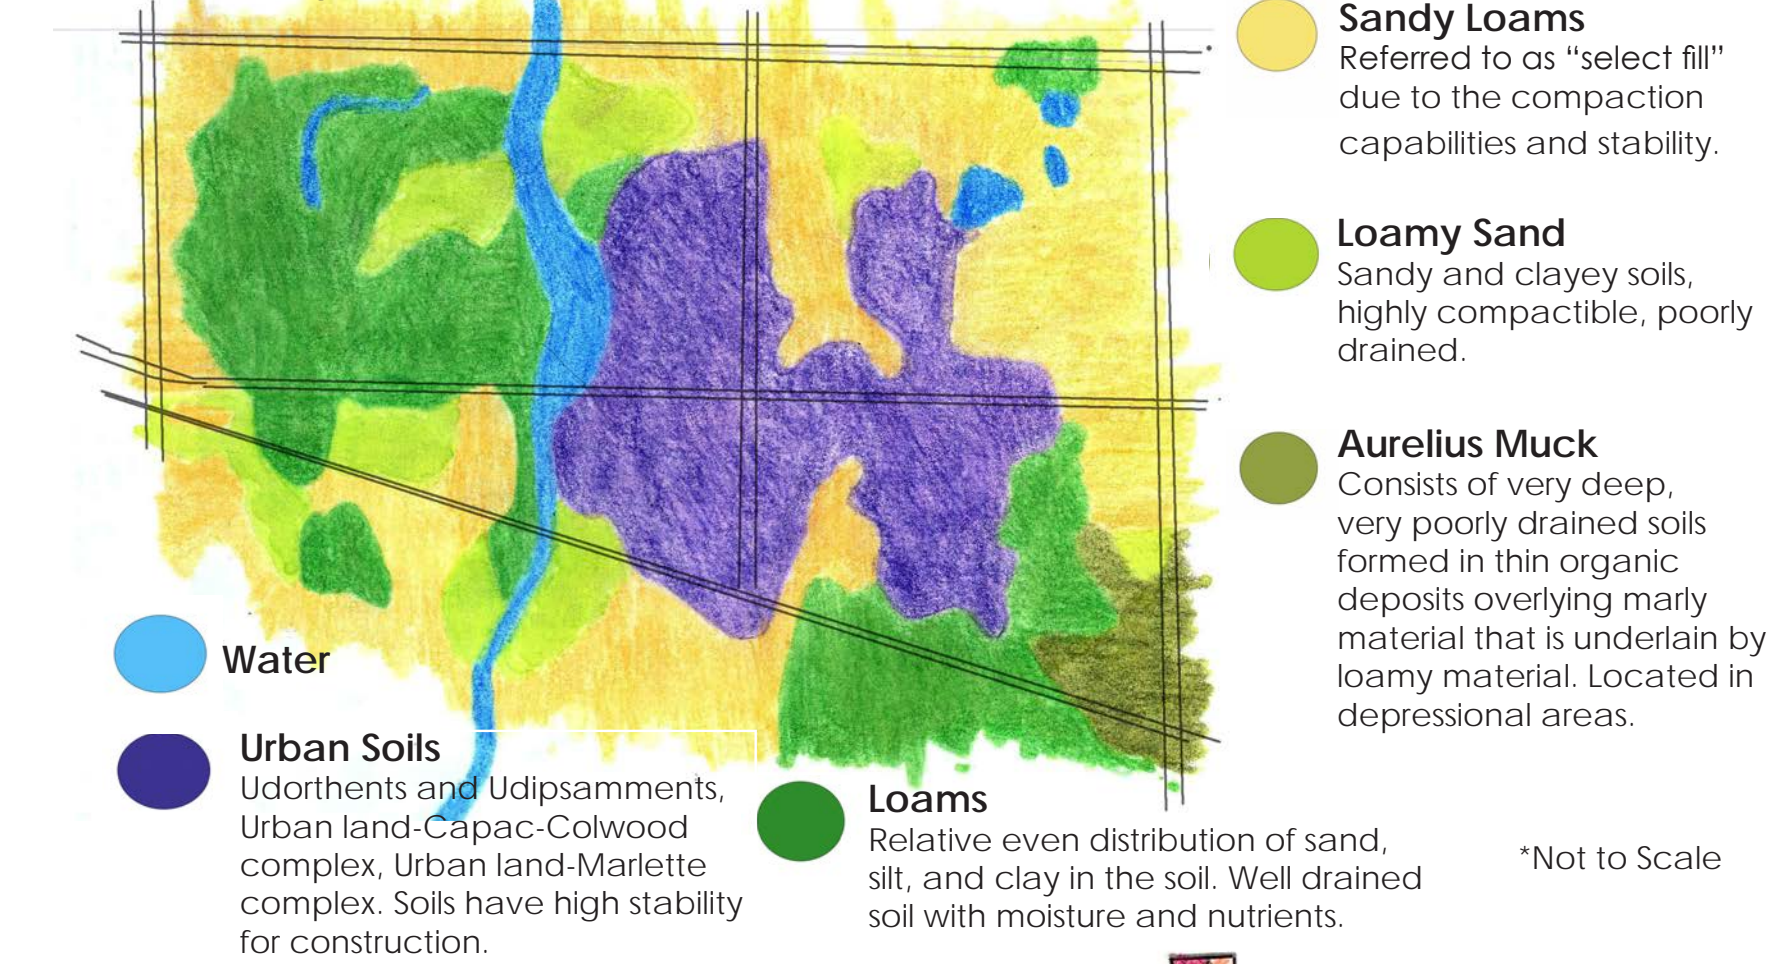 Sandy Loams
Referred to as “select fill”
due to the compaction
capabilities and stability.
Loamy Sand
Sandy and clayey soils,
highly compactible, poorly
drained.
Aurelius Muck
Consists of very deep,
very poorly drained soils
formed in thin organic
deposits overlying marly
material that is underlain by
loamy material. Located in
depressional areas.
Water
Urban Soils
Udorthents and Udipsamments,
Urban land-Capac-Colwood
complex, Urban land-Marlette
complex. Soils have high stability
for construction.
Loams
Relative even distribution of sand,
silt, and clay in the soil. Well drained
soil with moisture and nutrients.
*Not to Scale